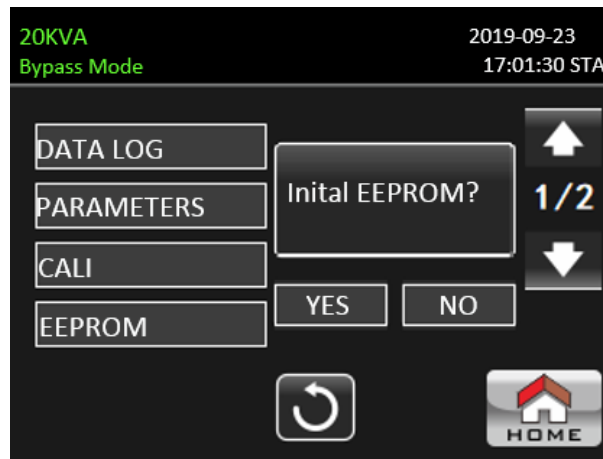 20KVA
Bypass Mode
2019-09-23
17:01:30 STA
DATA LOG
PARAMETERS
CALI
EEPROM
Inital EEPROM?
YES
NO
1/2
HOME